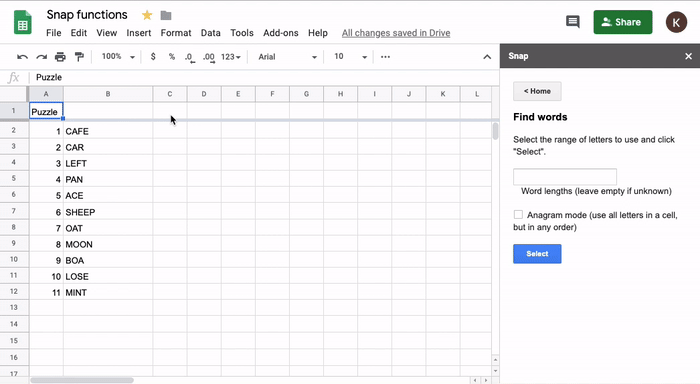 Snap functions
File Edit View Insert Format Data Tools Add-ons Help All changes saved in Drive
Share
K
100% $ % .0 .00 123 Arial 10
Snap
fx Puzzle
< Home
A B C D E F G H I J K L
1 Puzzle
2 1 CAFE
3 2 CAR
4 3 LEFT
5 4 PAN
6 5 ACE
7 6 SHEEP
8 7 OAT
9 8 MOON
10 9 BOA
11 10 LOSE
12 11 MINT
13
14
15
16
17
Find words
Select the range of letters to use and click
"Select".
Word lengths (leave empty if unknown)
Anagram mode (use all letters in a cell,
but in any order)
Select